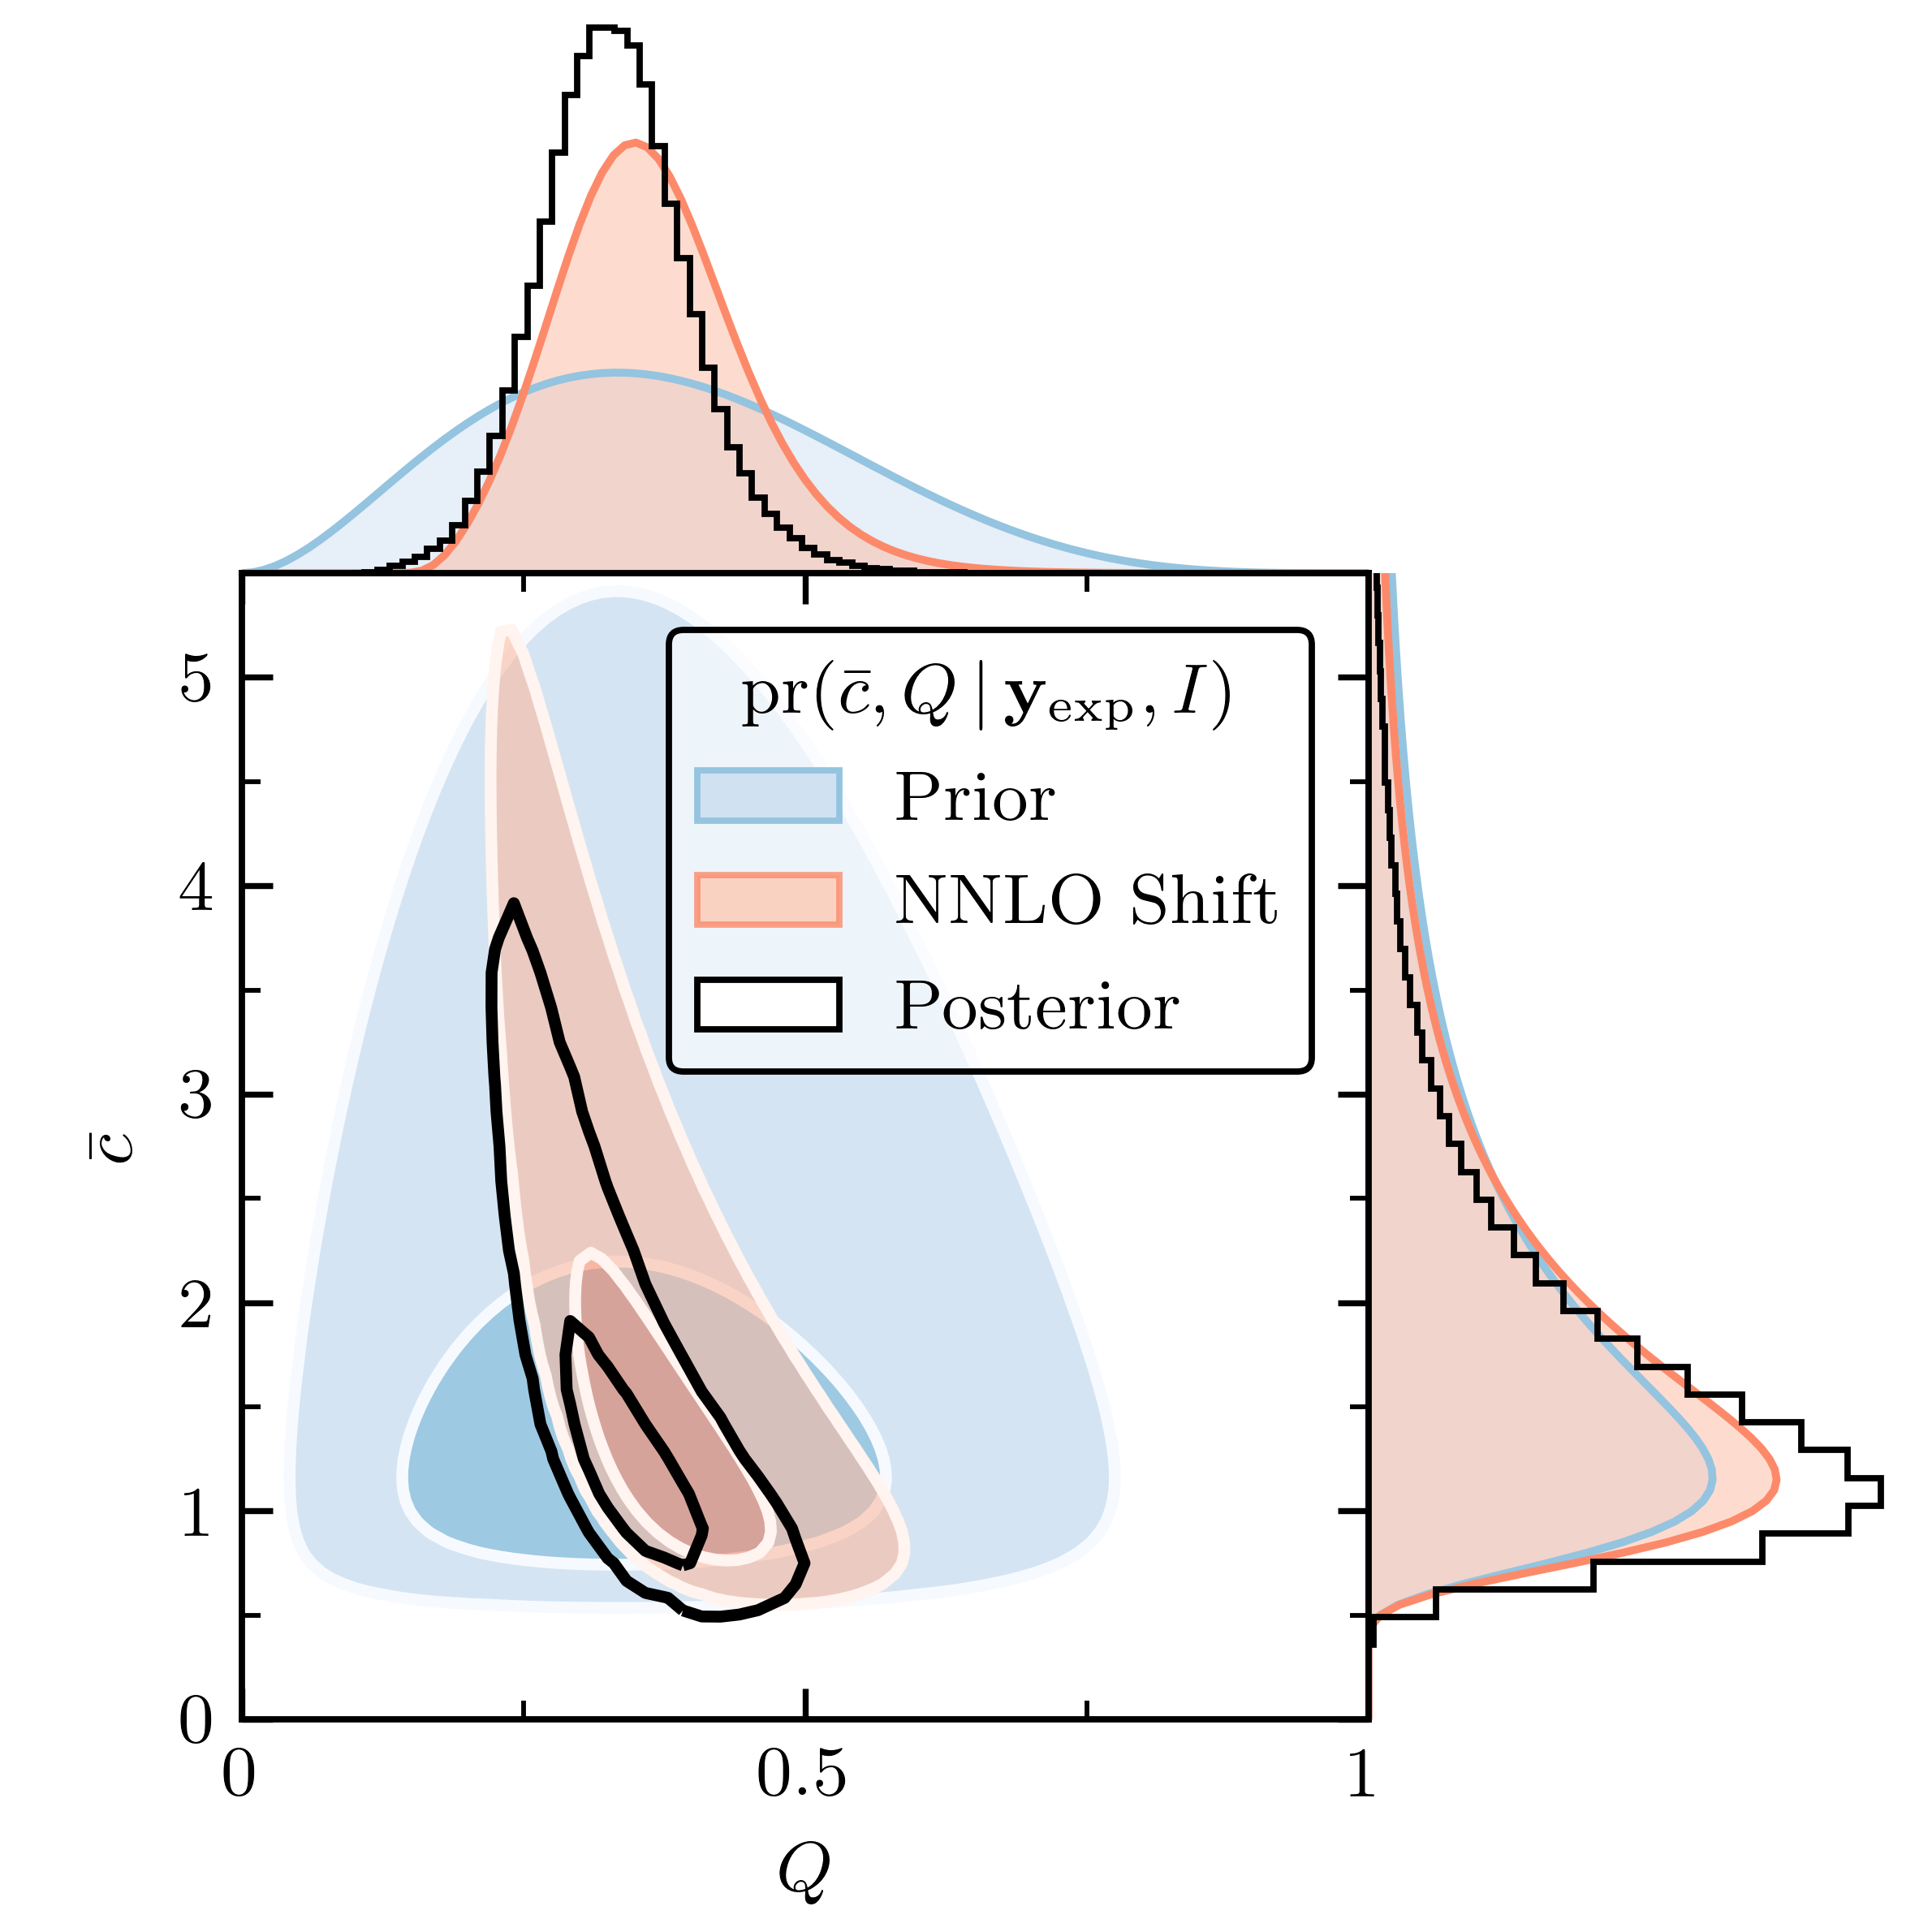 pr(c̄, Q | y_exp, I)
Prior
NNLO Shift
Posterior
5
4
3
2
1
0
c̄
0 0.5 1
Q